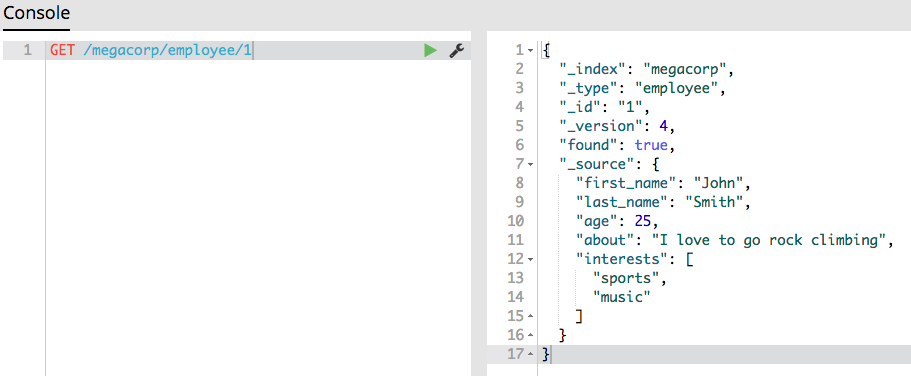 Console
1 GET /megacorp/employee/1
1 {
2 "_index": "megacorp",
3 "_type": "employee",
4 "_id": "1",
5 "_version": 4,
6 "found": true,
7 "_source": {
8 "first_name": "John",
9 "last_name": "Smith",
10 "age": 25,
11 "about": "I love to go rock climbing",
12 "interests": [
13 "sports",
14 "music"
15 ]
16 }
17 }